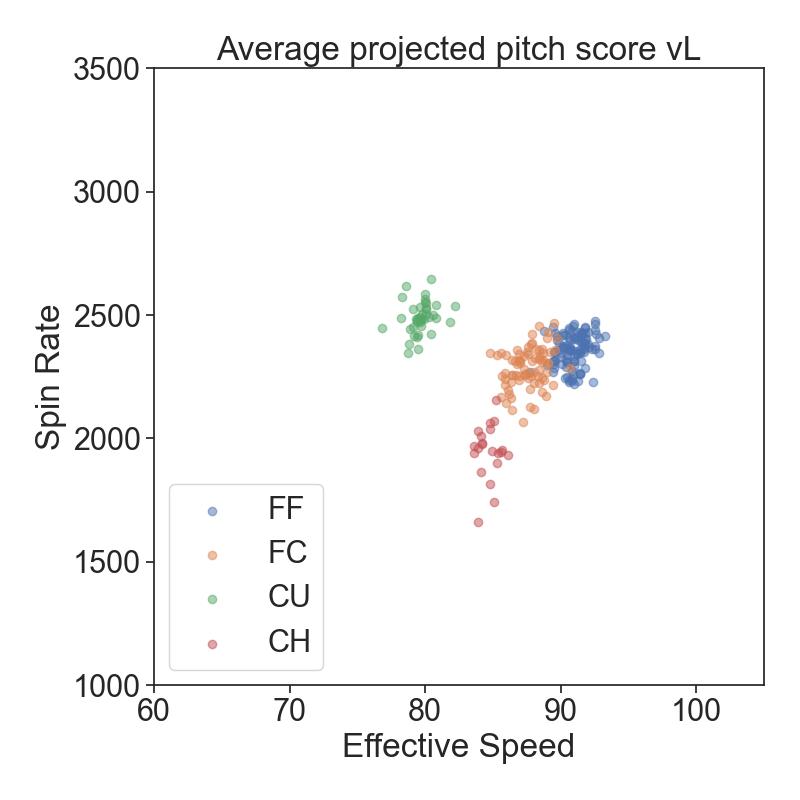 Average projected pitch score vL
3500
3000
2500
2000
1500
1000
Spin Rate
FF
FC
CU
CH
60 70 80 90 100
Effective Speed